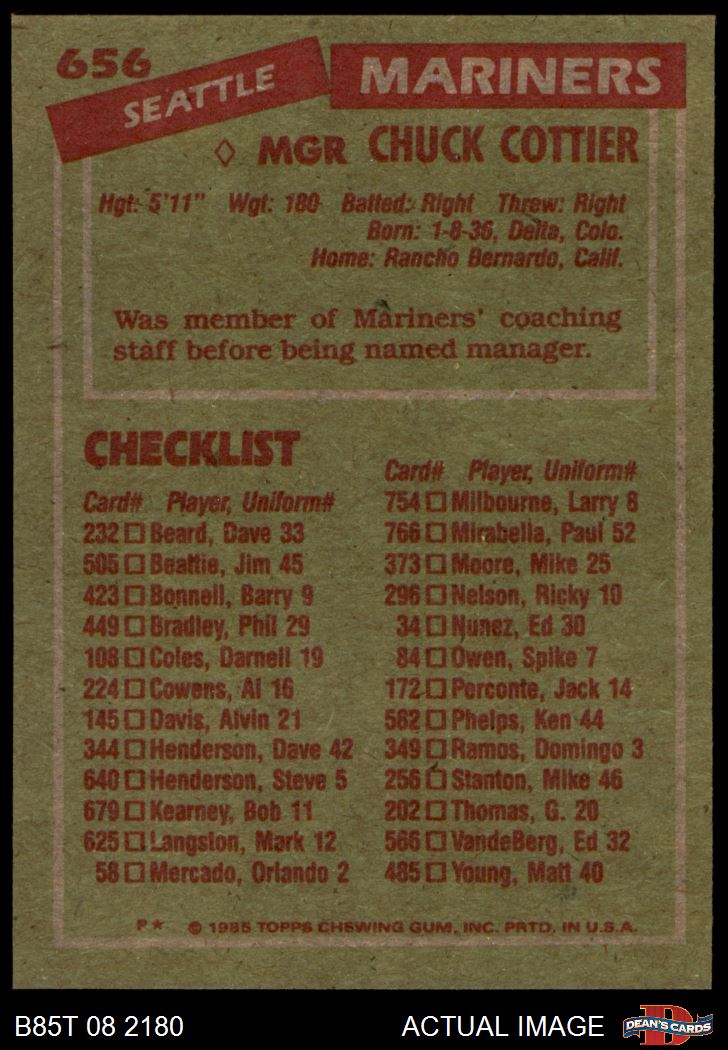 656
SEATTLE MARINERS
◊ MGR CHUCK COTTIER
Hgt: 5'11" Wgt: 180 Batted: Right Threw: Right
Born: 1-8-36, Delta, Colo.
Home: Rancho Bernardo, Calif.
Was member of Mariners' coaching
staff before being named manager.
CHECKLIST
Card# Player, Uniform#
232 □ Beard, Dave 33
505 □ Beattie, Jim 45
423 □ Bonnell, Barry 9
449 □ Bradley, Phil 29
108 □ Coles, Darnell 19
224 □ Cowens, Al 16
145 □ Davis, Alvin 21
344 □ Henderson, Dave 42
640 □ Henderson, Steve 5
679 □ Kearney, Bob 11
625 □ Langston, Mark 12
58 □ Mercado, Orlando 2
Card# Player, Uniform#
754 □ Milbourne, Larry 8
766 □ Mirabella, Paul 52
373 □ Moore, Mike 25
296 □ Nelson, Ricky 10
34 □ Nunez, Ed 30
84 □ Owen, Spike 7
172 □ Perconte, Jack 14
582 □ Phelps, Ken 44
349 □ Ramos, Domingo 3
256 □ Stanton, Mike 46
202 □ Thomas, G. 20
566 □ VandeBerg, Ed 32
485 □ Young, Matt 40
P★ © 1985 TOPPS CHEWING GUM, INC. PRTD. IN U.S.A.
B85T 08 2180 ACTUAL IMAGE
D
DEAN'S CARDS